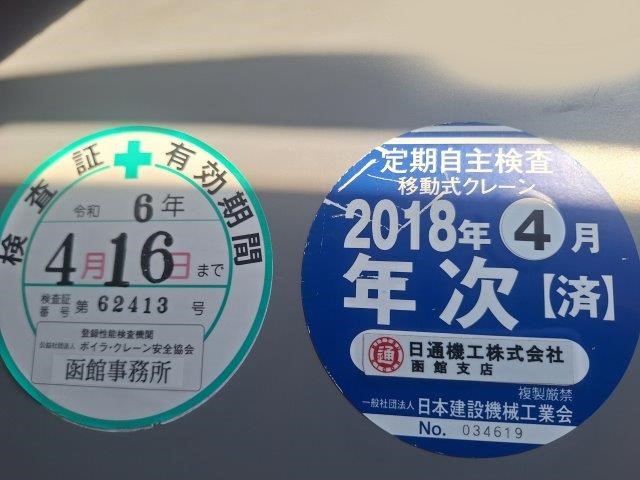 検査証 有効期間
令和 6年
4月16日まで
検査証番号 第 62413 号
登録性能検査機関
公益社団法人 ボイラ・クレーン安全協会
函館事務所
定期自主検査
移動式クレーン
2018年 4月
年次【済】
通 日通機工株式会社
函館支店
複製厳禁
一般社団法人 日本建設機械工業会
No. 034619